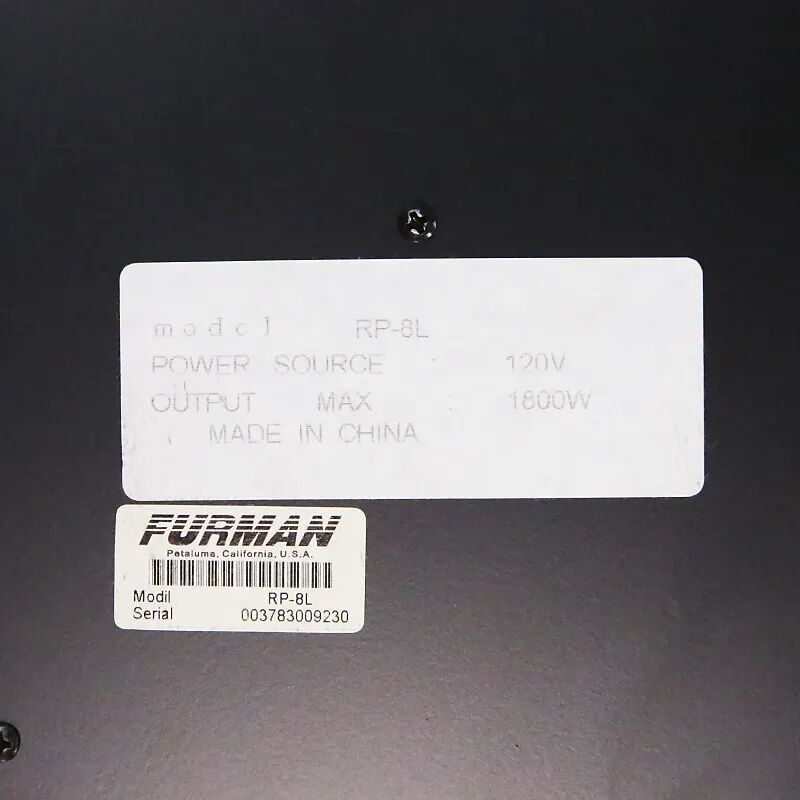 model RP-8L
POWER SOURCE : 120V
OUTPUT MAX : 1800W
MADE IN CHINA
FURMAN
Petaluma, California, U.S.A.
Modil RP-8L
Serial 003783009230